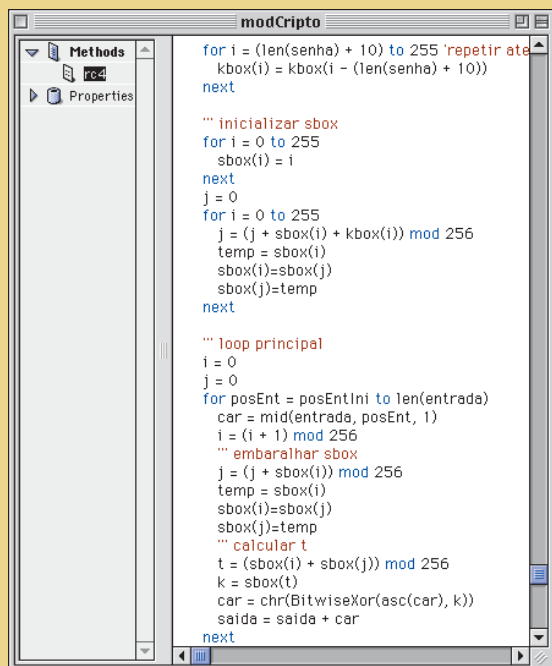 modCripto
Methods
rc4
Properties
for i = (len(senha) + 10) to 255 'repetir ate
kbox(i) = kbox(i - (len(senha) + 10))
next
''' inicializar sbox
for i = 0 to 255
sbox(i) = i
next
j = 0
for i = 0 to 255
j = (j + sbox(i) + kbox(i)) mod 256
temp = sbox(i)
sbox(i)=sbox(j)
sbox(j)=temp
next
''' loop principal
i = 0
j = 0
for posEnt = posEntIni to len(entrada)
car = mid(entrada, posEnt, 1)
i = (i + 1) mod 256
''' embaralhar sbox
j = (j + sbox(i)) mod 256
temp = sbox(i)
sbox(i)=sbox(j)
sbox(j)=temp
''' calcular t
t = (sbox(i) + sbox(j)) mod 256
k = sbox(t)
car = chr(BitwiseXor(asc(car), k))
saida = saida + car
next